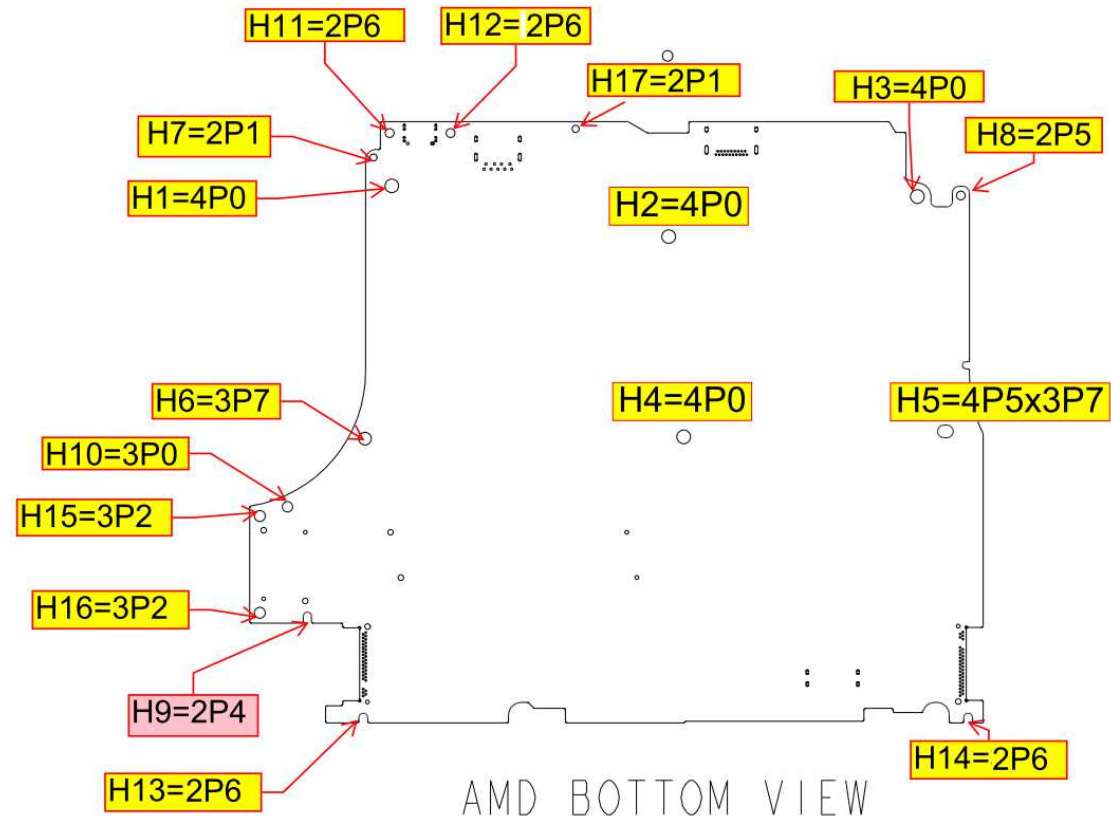 H11=2P6
H12= 2P6
H17=2P1
H3=4P0
H7=2P1
H8=2P5
H1=4P0
H2=4P0
H6=3P7
H4=4P0
H5=4P5x3P7
H10=3P0
H15=3P2
H16=3P2
H9=2P4
H14=2P6
H13=2P6
AMD BOTTOM VIEW